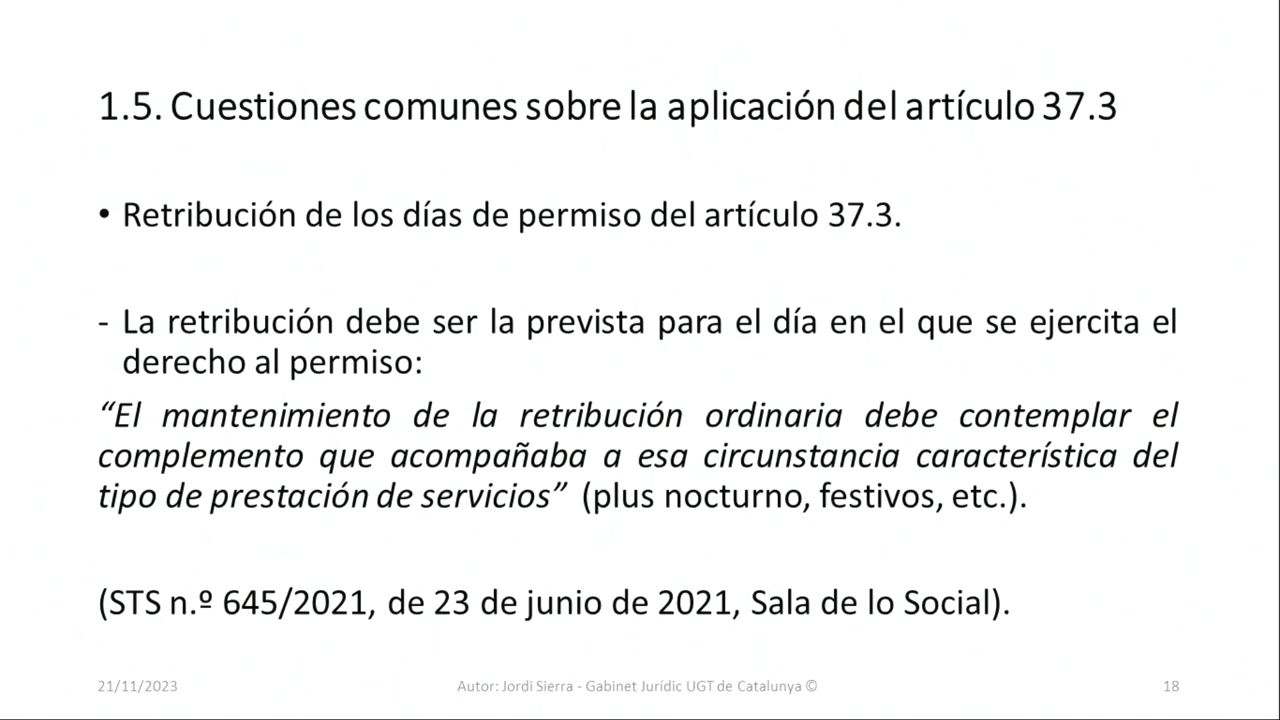 1.5. Cuestiones comunes sobre la aplicación del artículo 37.3
• Retribución de los días de permiso del artículo 37.3.
- La retribución debe ser la prevista para el día en el que se ejercita el
derecho al permiso:
“El mantenimiento de la retribución ordinaria debe contemplar el
complemento que acompañaba a esa circunstancia característica del
tipo de prestación de servicios” (plus nocturno, festivos, etc.).
(STS n.º 645/2021, de 23 de junio de 2021, Sala de lo Social).
21/11/2023
Autor: Jordi Sierra - Gabinet Jurídic UGT de Catalunya ©
18